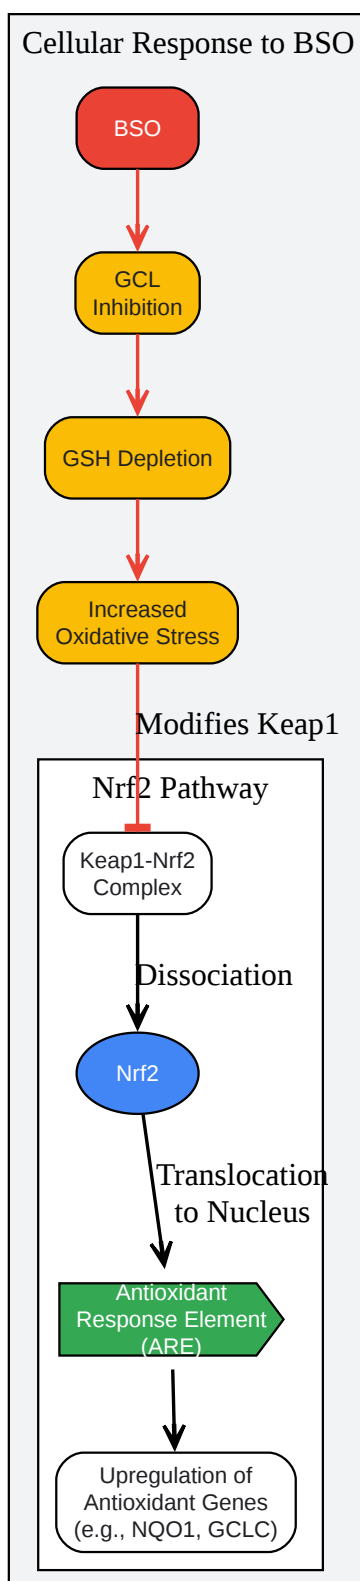 Cellular Response to BSO
BSO
GCL
Inhibition
GSH Depletion
Increased
Oxidative Stress
Modifies Keap1
Nrf2 Pathway
Keap1-Nrf2
Complex
Dissociation
Nrf2
Translocation
to Nucleus
Antioxidant
Response Element
(ARE)
Upregulation of
Antioxidant Genes
(e.g., NQO1, GCLC)